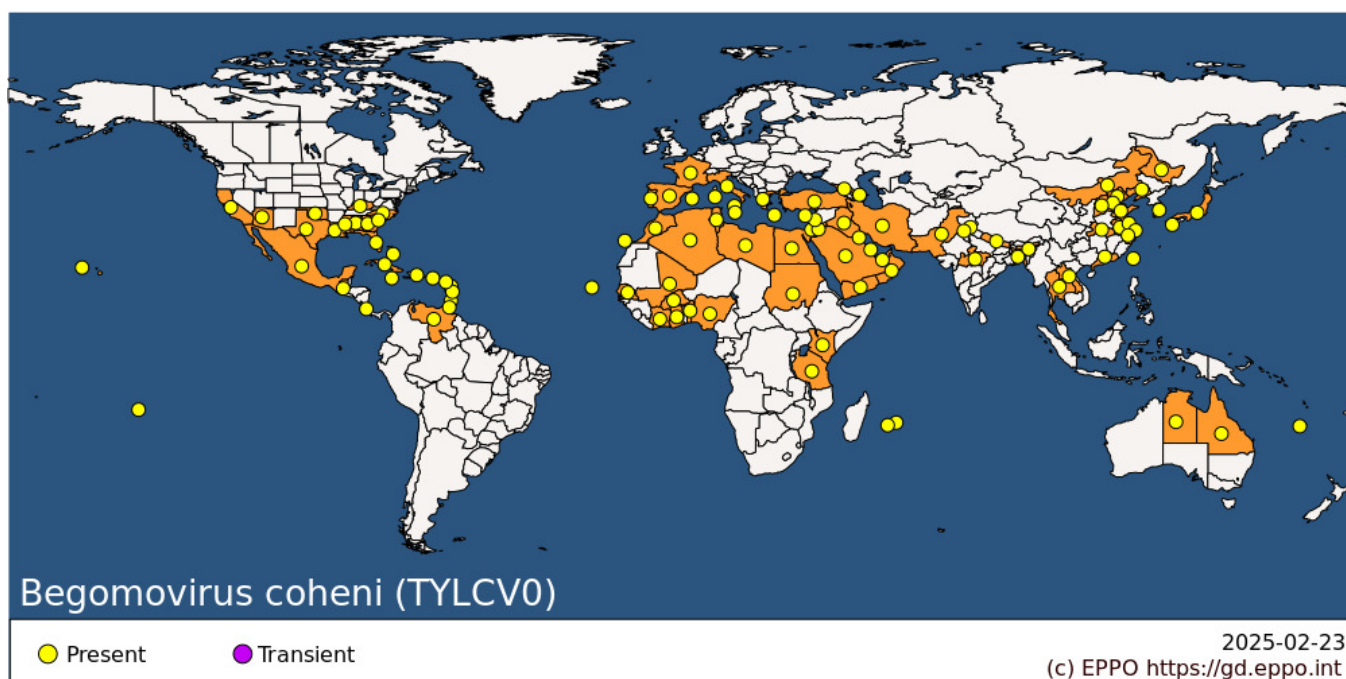 Begomovirus coheni (TYLCV0)
Present
Transient
2025-02-23
(c) EPPO https://gd.eppo.int